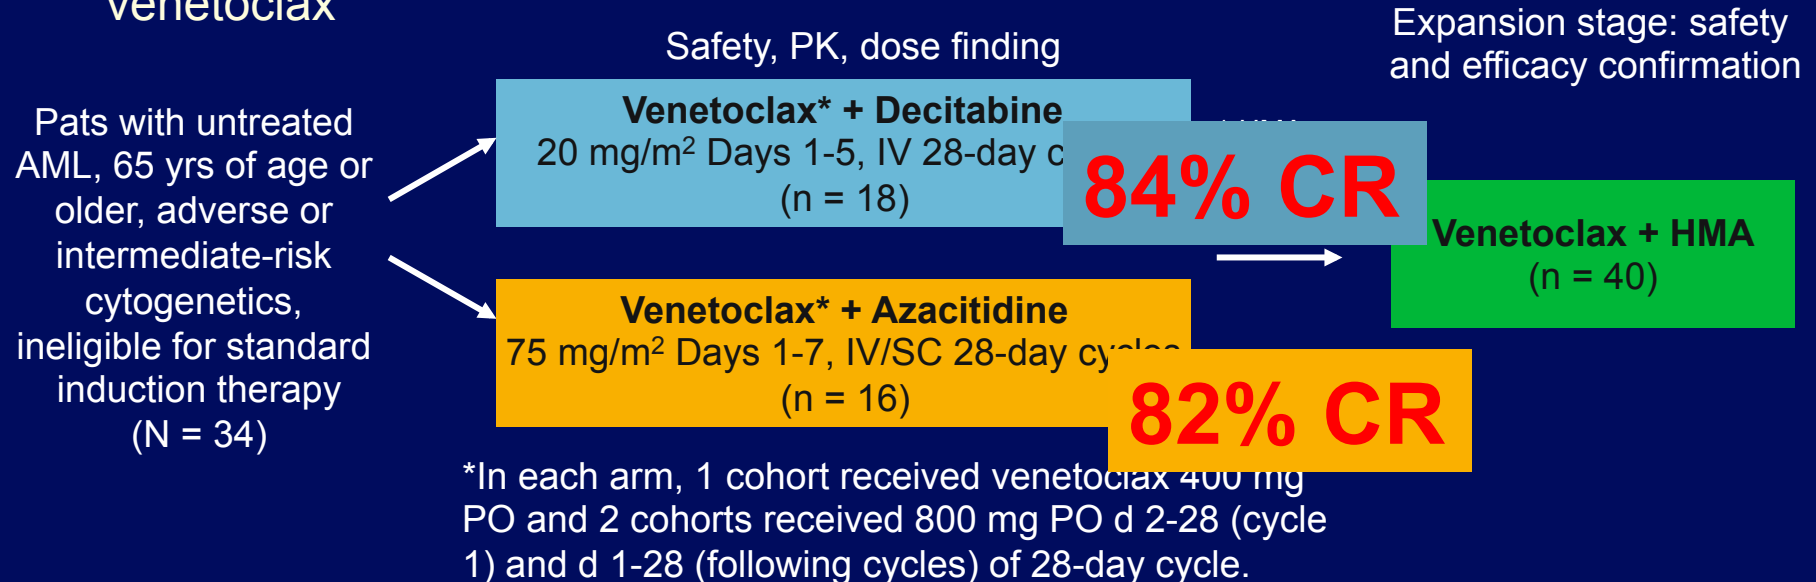 Venetoclax
Safety, PK, dose finding
Expansion stage: safety
and efficacy confirmation
Pats with untreated
AML, 65 yrs of age or
older, adverse or
intermediate-risk
cytogenetics,
ineligible for standard
induction therapy
(N = 34)
Venetoclax* + Decitabine
20 mg/m² Days 1-5, IV 28-day c
(n = 18)
84% CR
Venetoclax* + Azacitidine
75 mg/m² Days 1-7, IV/SC 28-day cycles
(n = 16)
82% CR
Venetoclax + HMA
(n = 40)
*In each arm, 1 cohort received venetoclax 400 mg
PO and 2 cohorts received 800 mg PO d 2-28 (cycle
1) and d 1-28 (following cycles) of 28-day cycle.